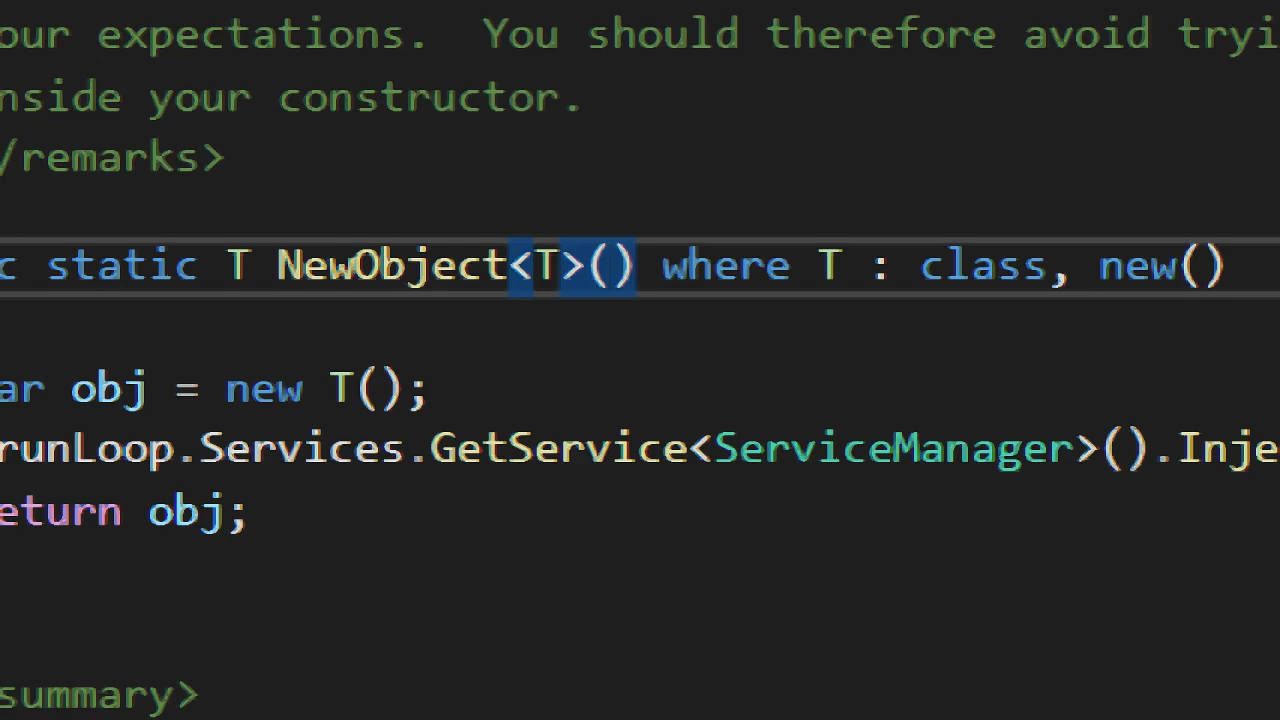 our expectations.  You should therefore avoid tryi
nside your constructor.
/remarks>
c static T NewObject<T>() where T : class, new()
ar obj = new T();
runLoop.Services.GetService<ServiceManager>().Inje
eturn obj;
summary>